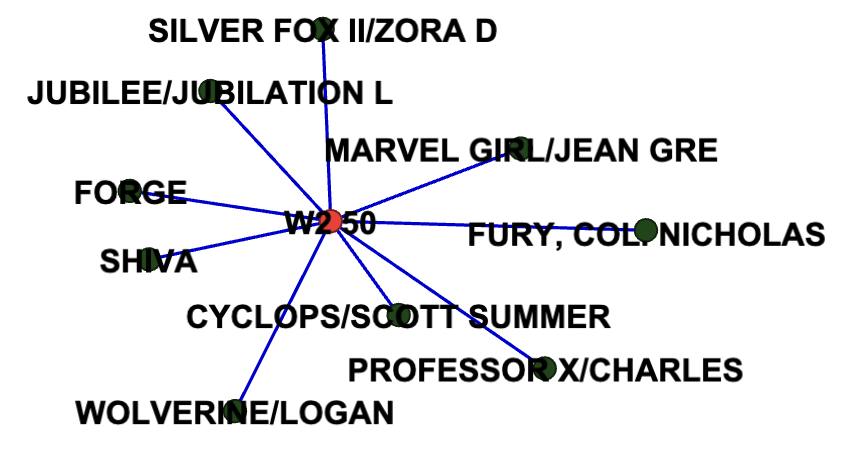 SILVER FOX II/ZORA D
JUBILEE/JUBILATION L
MARVEL GIRL/JEAN GRE
FORGE
W2 50
FURY, COL. NICHOLAS
SHIVA
CYCLOPS/SCOTT SUMMER
PROFESSOR X/CHARLES
WOLVERINE/LOGAN